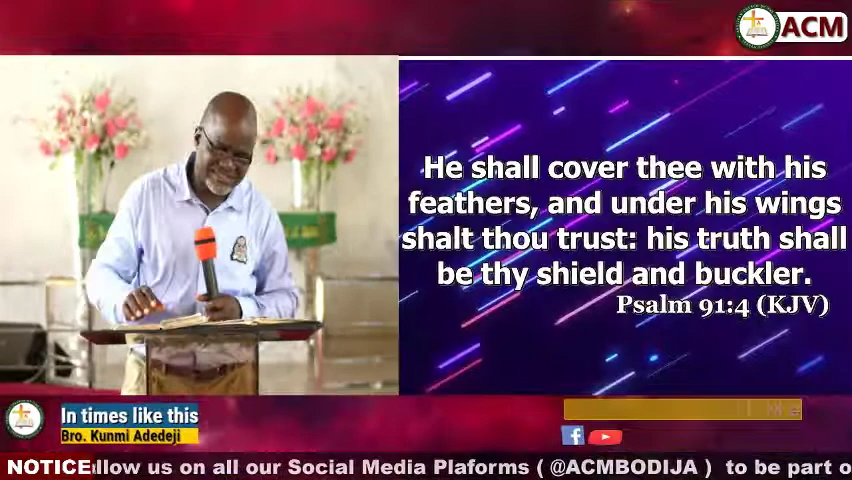 ACM
He shall cover thee with his
feathers, and under his wings
shalt thou trust: his truth shall
be thy shield and buckler.
Psalm 91:4 (KJV)
In times like this
Bro. Kunmi Adedeji
NOTICE llow us on all our Social Media Plaforms ( @ACMBODIJA ) to be part o